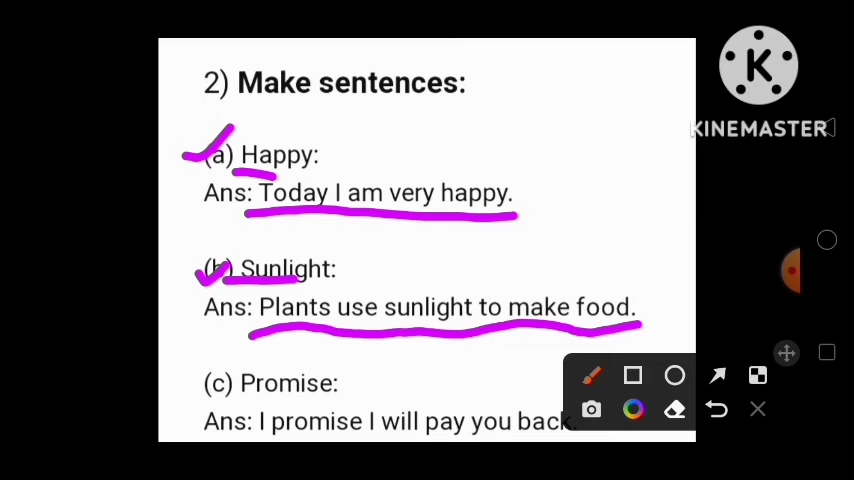 2) Make sentences:
(a) Happy:
Ans: Today I am very happy.
(b) Sunlight:
Ans: Plants use sunlight to make food.
(c) Promise:
Ans: I promise I will pay you back.
K
KINEMASTER